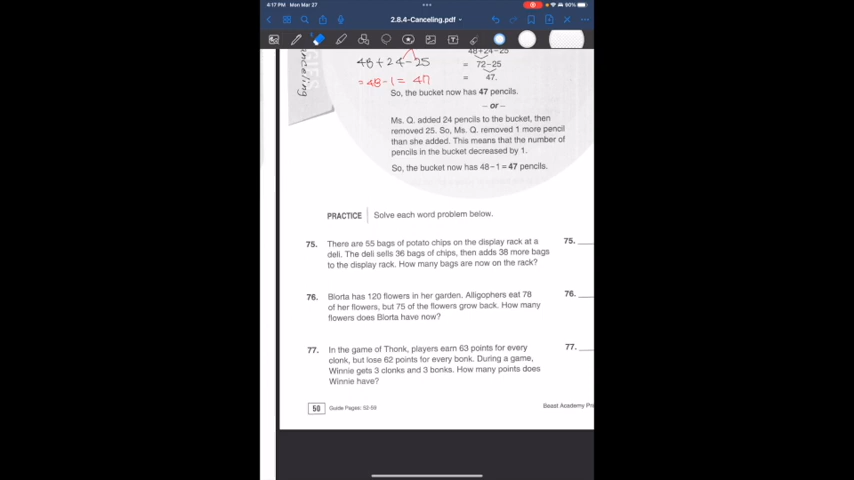 4:17 PM Mon Mar 27
60%
2.8.4-Canceling.pdf
anceling
48+24-25
=48-1= 47
48+24−25
= 72−25
= 47.
So, the bucket now has 47 pencils.
– or –
Ms. Q. added 24 pencils to the bucket, then
removed 25. So, Ms. Q. removed 1 more pencil
than she added. This means that the number of
pencils in the bucket decreased by 1.
So, the bucket now has 48−1=47 pencils.
PRACTICE | Solve each word problem below.
75. There are 55 bags of potato chips on the display rack at a
deli. The deli sells 36 bags of chips, then adds 38 more bags
to the display rack. How many bags are now on the rack?
75. ___
76. Blorta has 120 flowers in her garden. Alligophers eat 78
of her flowers, but 75 of the flowers grow back. How many
flowers does Blorta have now?
76. ___
77. In the game of Thonk, players earn 63 points for every
clonk, but lose 62 points for every bonk. During a game,
Winnie gets 3 clonks and 3 bonks. How many points does
Winnie have?
77. ___
50 Guide Pages: 52-59
Beast Academy Pra